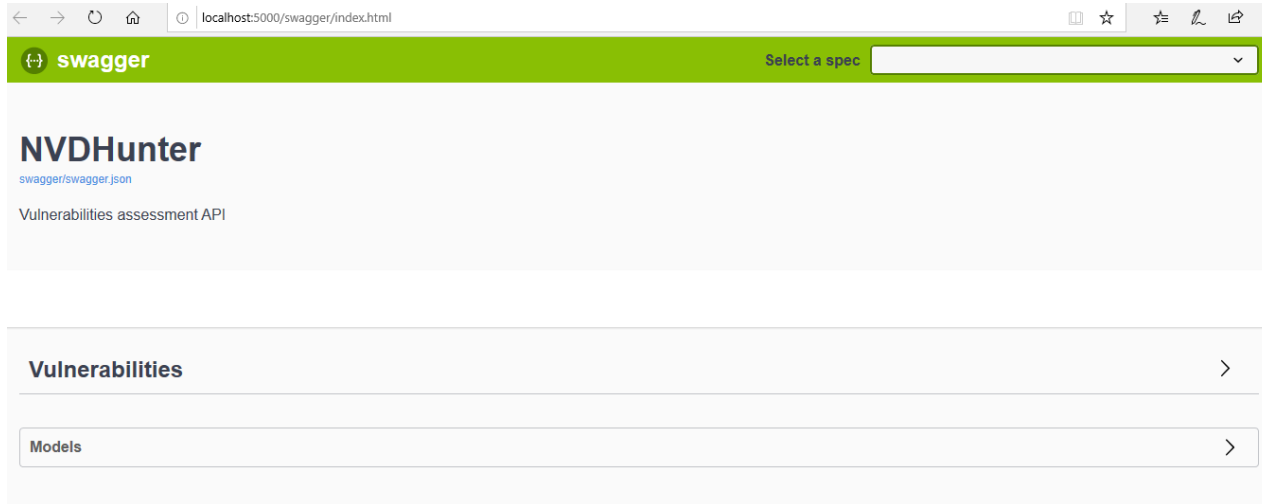 localhost:5000/swagger/index.html
{··} swagger
Select a spec
NVDHunter
swagger/swagger.json
Vulnerabilities assessment API
Vulnerabilities
Models